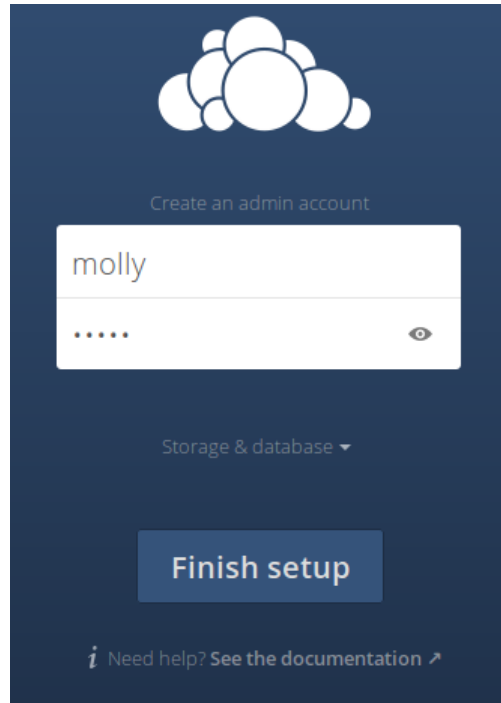 Create an admin account
molly
•••••
Storage & database
Finish setup
i Need help? See the documentation ↗